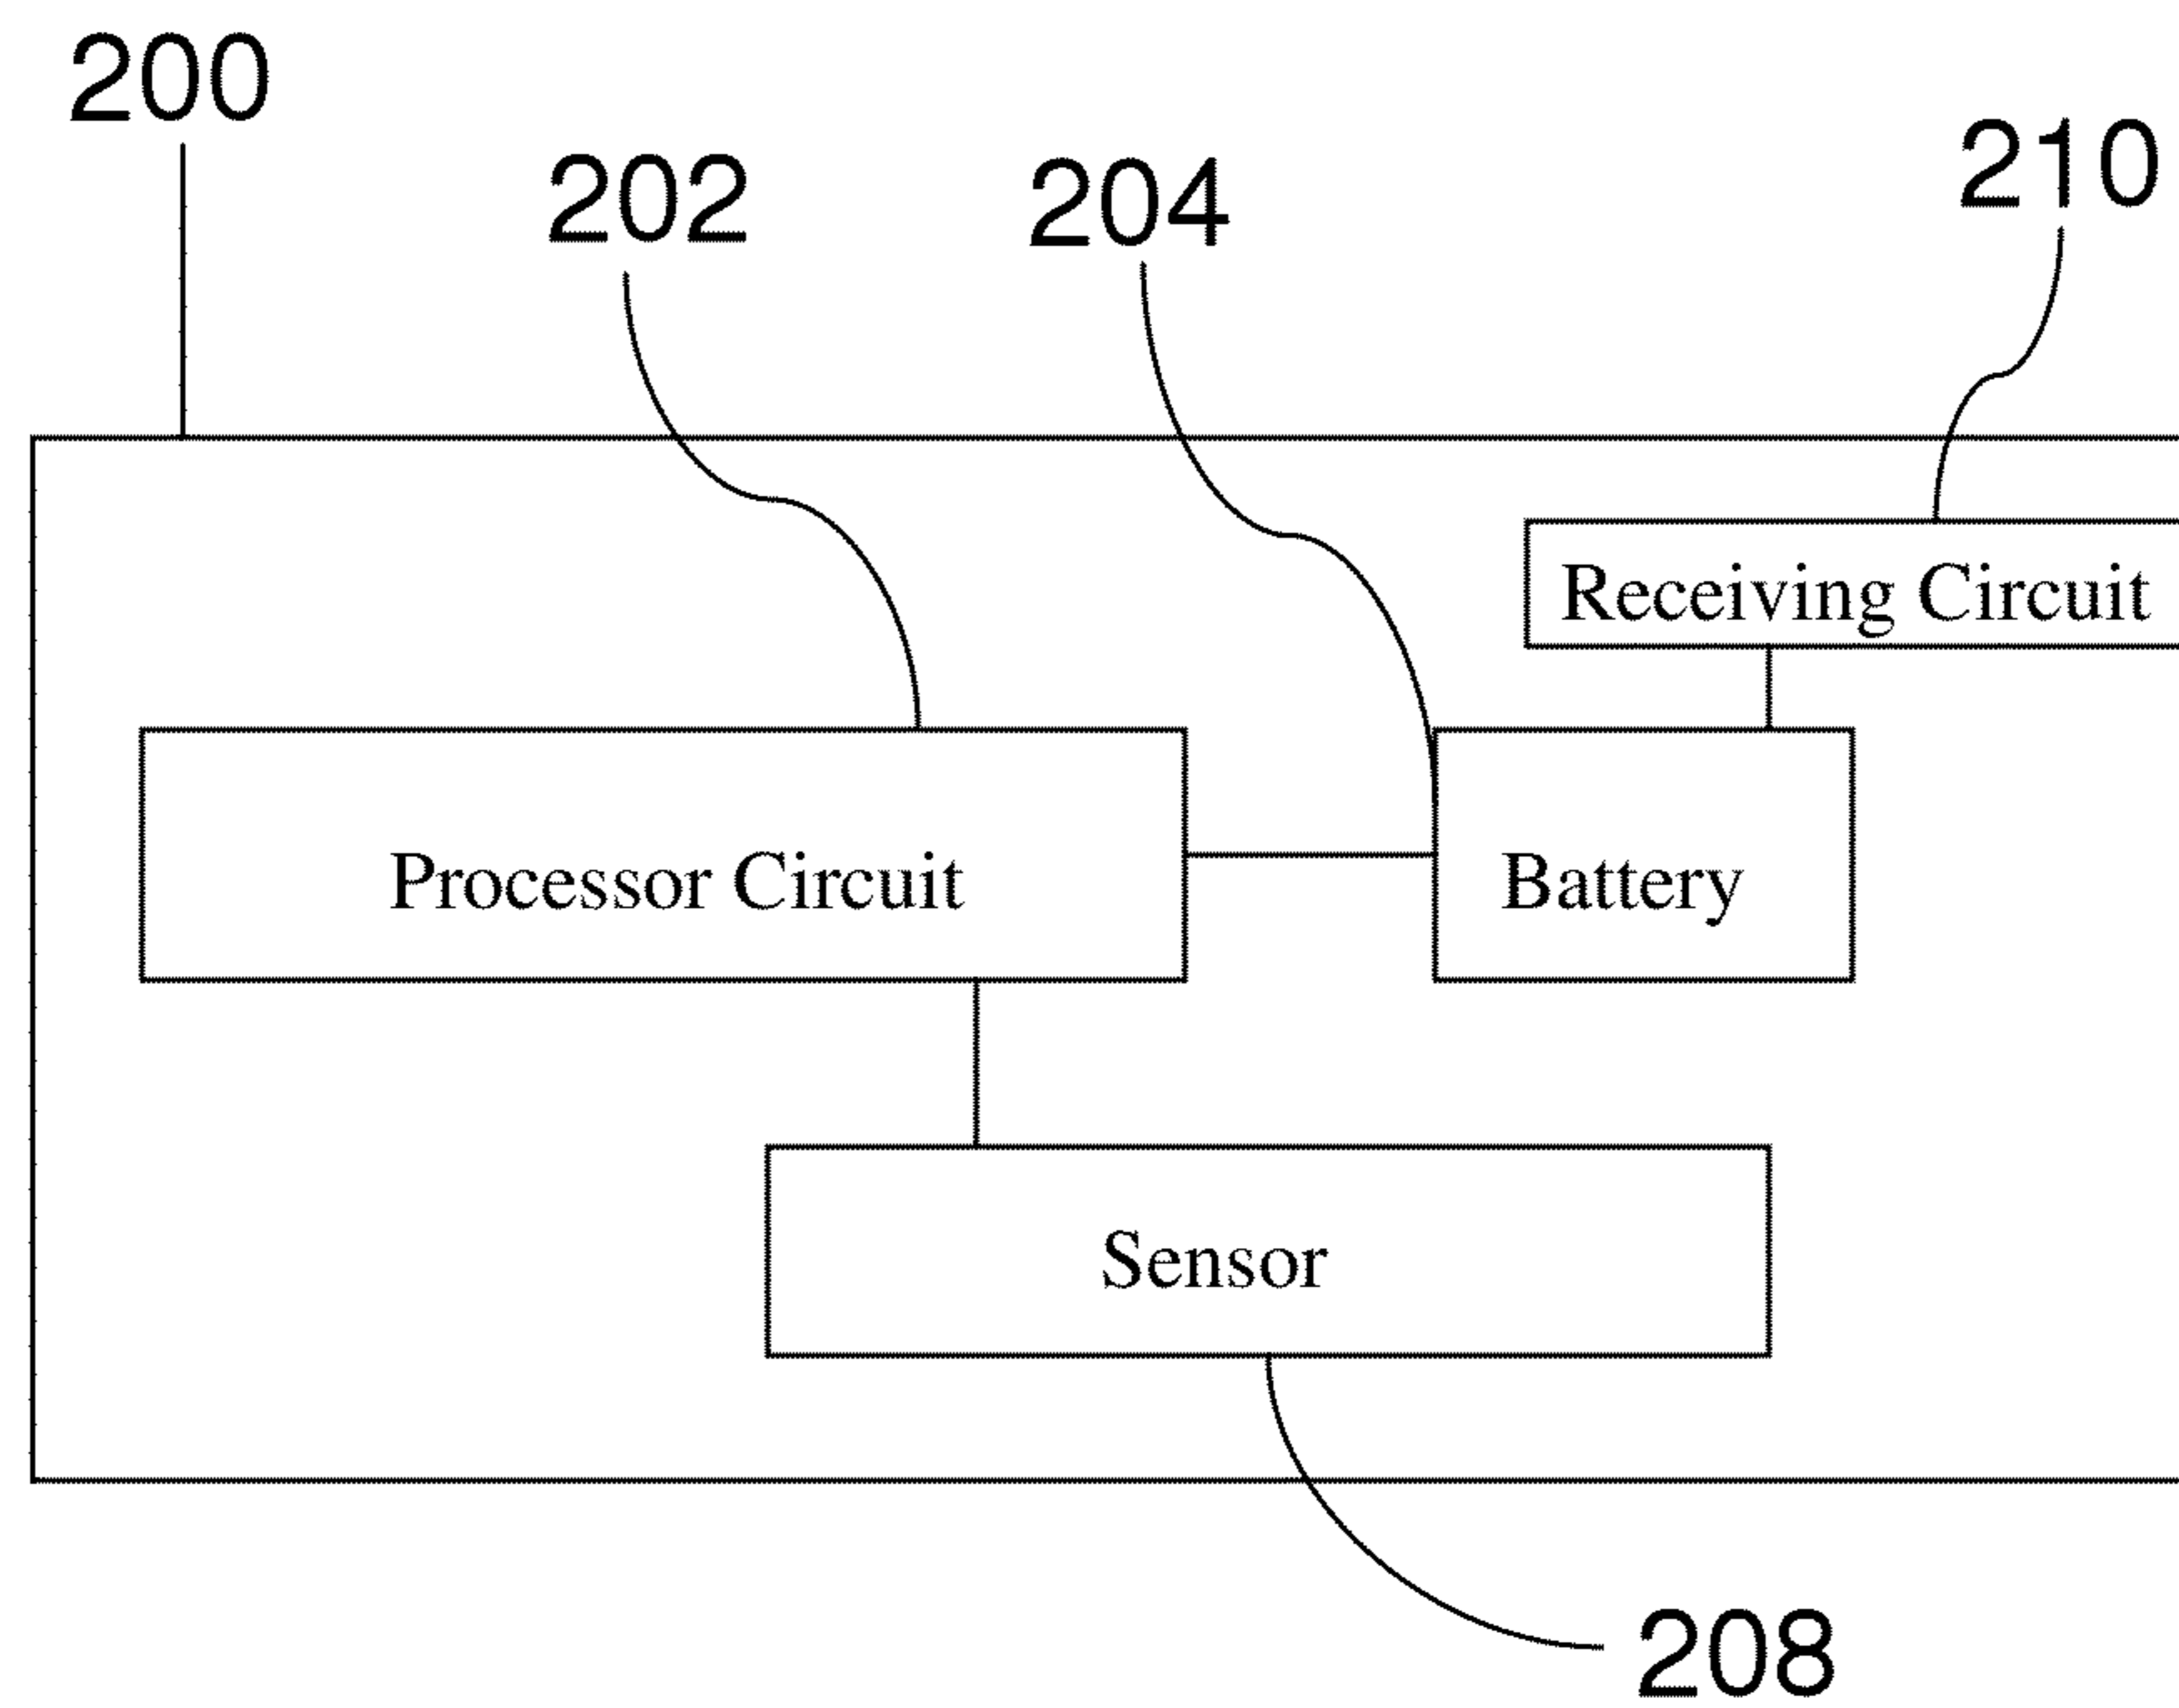 200
202
204
210
Receiving Circuit
Processor Circuit
Battery
Sensor
208